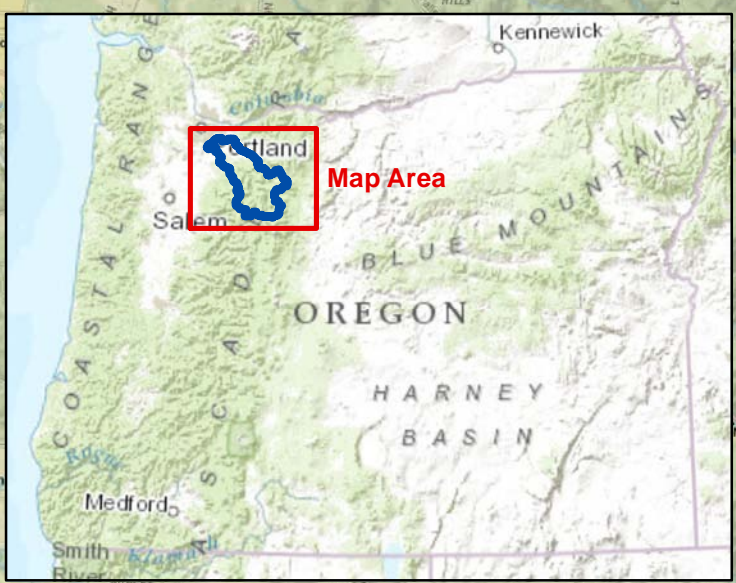 Kennewick
Columbia
Portland
Map Area
Salem
COASTAL RANGE
CASCADE
BLUE MOUNTAINS
OREGON
HARNEY
BASIN
Rogue
Medford
Smith
River
Klamath